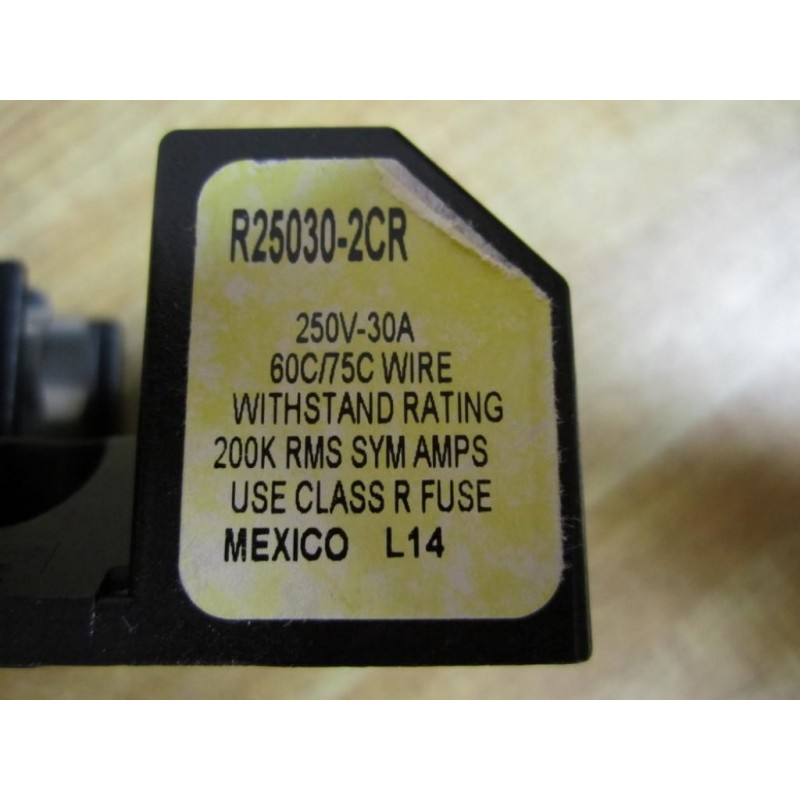 R25030-2CR
250V-30A
60C/75C WIRE
WITHSTAND RATING
200K RMS SYM AMPS
USE CLASS R FUSE
MEXICO L14